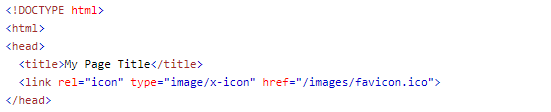 <!DOCTYPE html>
<html>
<head>
  <title>My Page Title</title>
  <link rel="icon" type="image/x-icon" href="/images/favicon.ico">
</head>